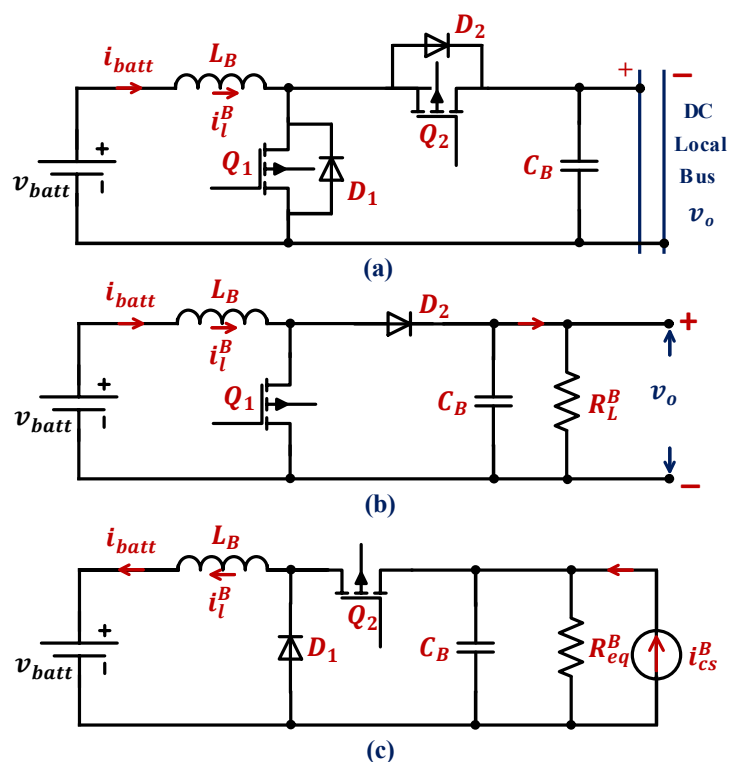 i_batt L_B D_2
+ −
i_l^B DC
Q_1 Q_2 Local
+ C_B Bus
v_batt − D_1 v_o
(a)
i_batt L_B D_2 +
i_l^B
+ Q_1 C_B R_L^B v_o
v_batt −
−
(b)
i_batt L_B
i_l^B Q_2
+ D_1 C_B R_eq^B i_cs^B
v_batt −
(c)